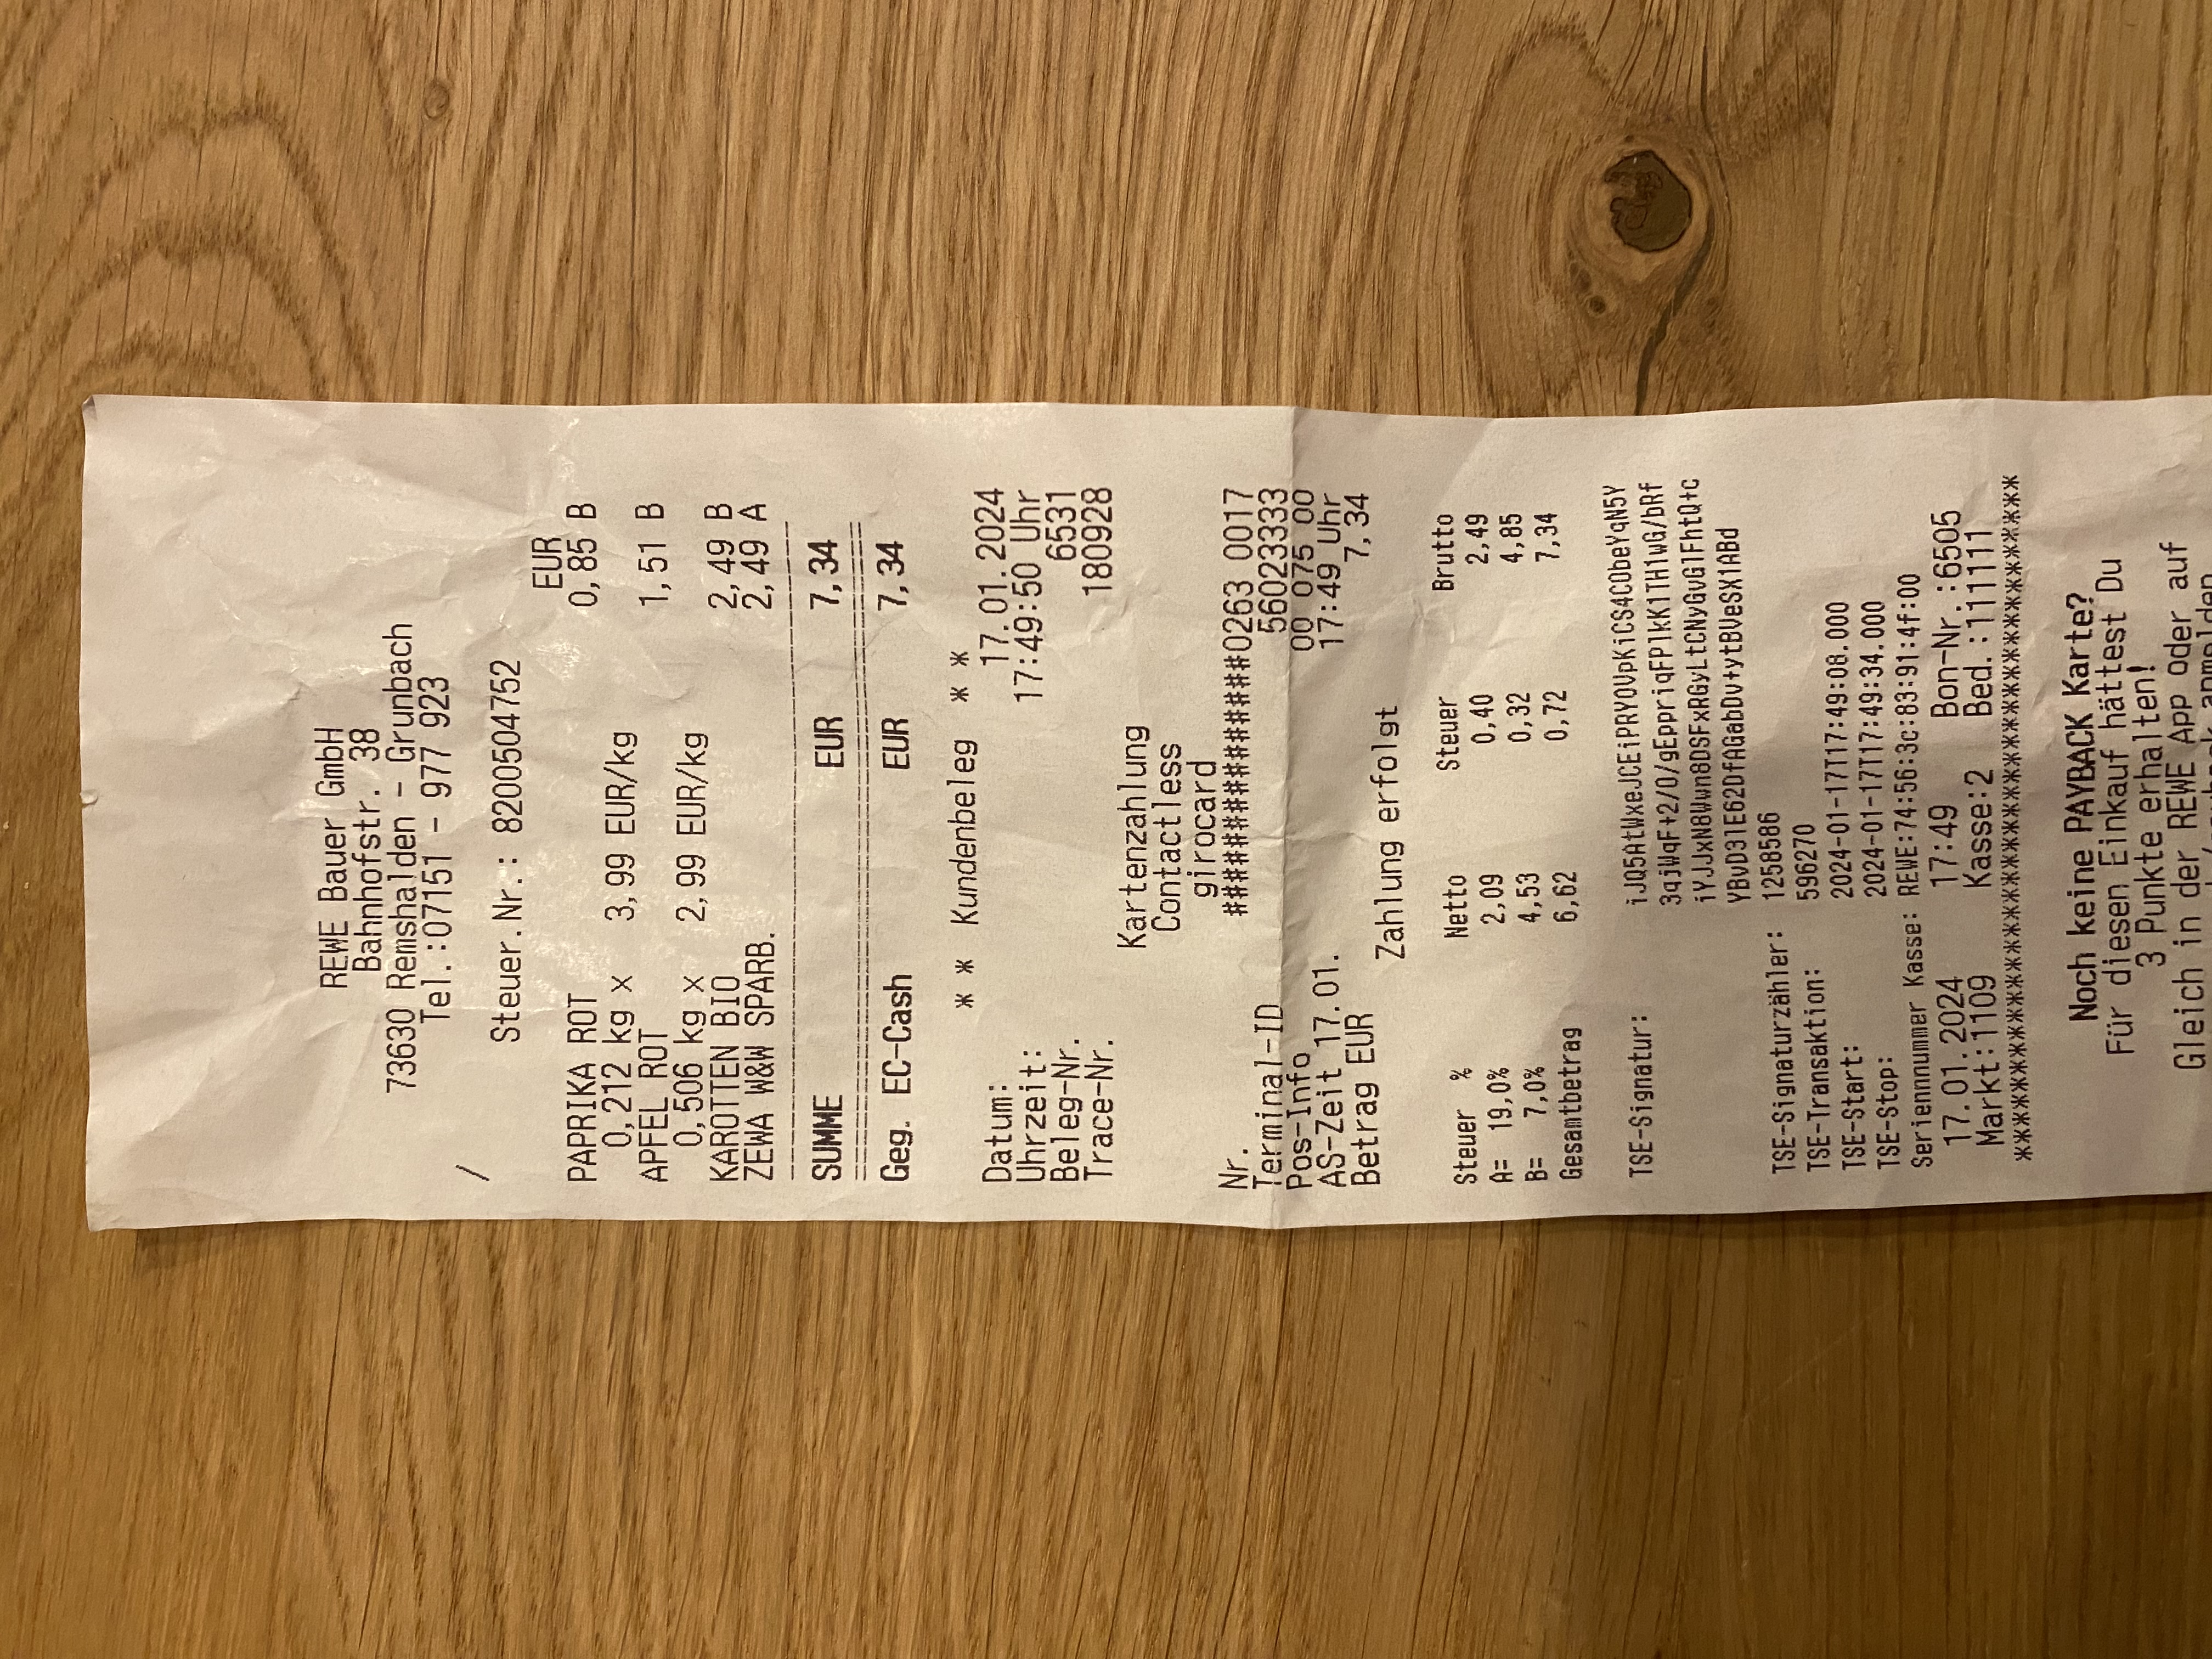 REWE Bauer GmbH
Bahnhofstr. 38
73630 Remshalden - Grunbach
Tel.:07151 - 977 923
/
Steuer.Nr.: 8200504752
EUR
PAPRIKA ROT 0,85 B
0,212 kg x 3,99 EUR/kg
APFEL ROT 1,51 B
0,506 kg x 2,99 EUR/kg
KAROTTEN BIO 2,49 B
ZEWA W&W SPARB. 2,49 A
SUMME EUR 7,34
Geg. EC-Cash EUR 7,34
* * Kundenbeleg * *
Datum: 17.01.2024
Uhrzeit: 17:49:50 Uhr
Beleg-Nr. 6531
Trace-Nr. 180928
Kartenzahlung
Contactless
girocard
Nr. ###############0263 0017
Terminal-ID 56023333
Pos-Info 00 075 00
AS-Zeit 17.01. 17:49 Uhr
Betrag EUR 7,34
Zahlung erfolgt
Steuer % Netto Steuer Brutto
A= 19,0% 2,09 0,40 2,49
B= 7,0% 4,53 0,32 4,85
Gesamtbetrag 6,62 0,72 7,34
TSE-Signatur: iJQ5AtWxeJCEiPRYOVpKiCS4CObeYqN5Y
3qjWqF+2/0/gEppriqFPlkK1TH1wG/bRf
iYJJxN8Wwn8DSFxRGyLtCNyGvGlFhtQ+c
YBvD3lE62DfAGabDv+ytBVeSX1ABd
TSE-Signaturzähler: 1258586
TSE-Transaktion: 596270
TSE-Start: 2024-01-17T17:49:08.000
TSE-Stop: 2024-01-17T17:49:34.000
Seriennnummer Kasse: REWE:74:56:3c:83:91:4f:00
17.01.2024 17:49 Bon-Nr.:6505
Markt:1109 Kasse:2 Bed.:111111
****************************************
Noch keine PAYBACK Karte?
Für diesen Einkauf hättest Du
3 Punkte erhalten!
Gleich in der REWE App oder auf
anmelden